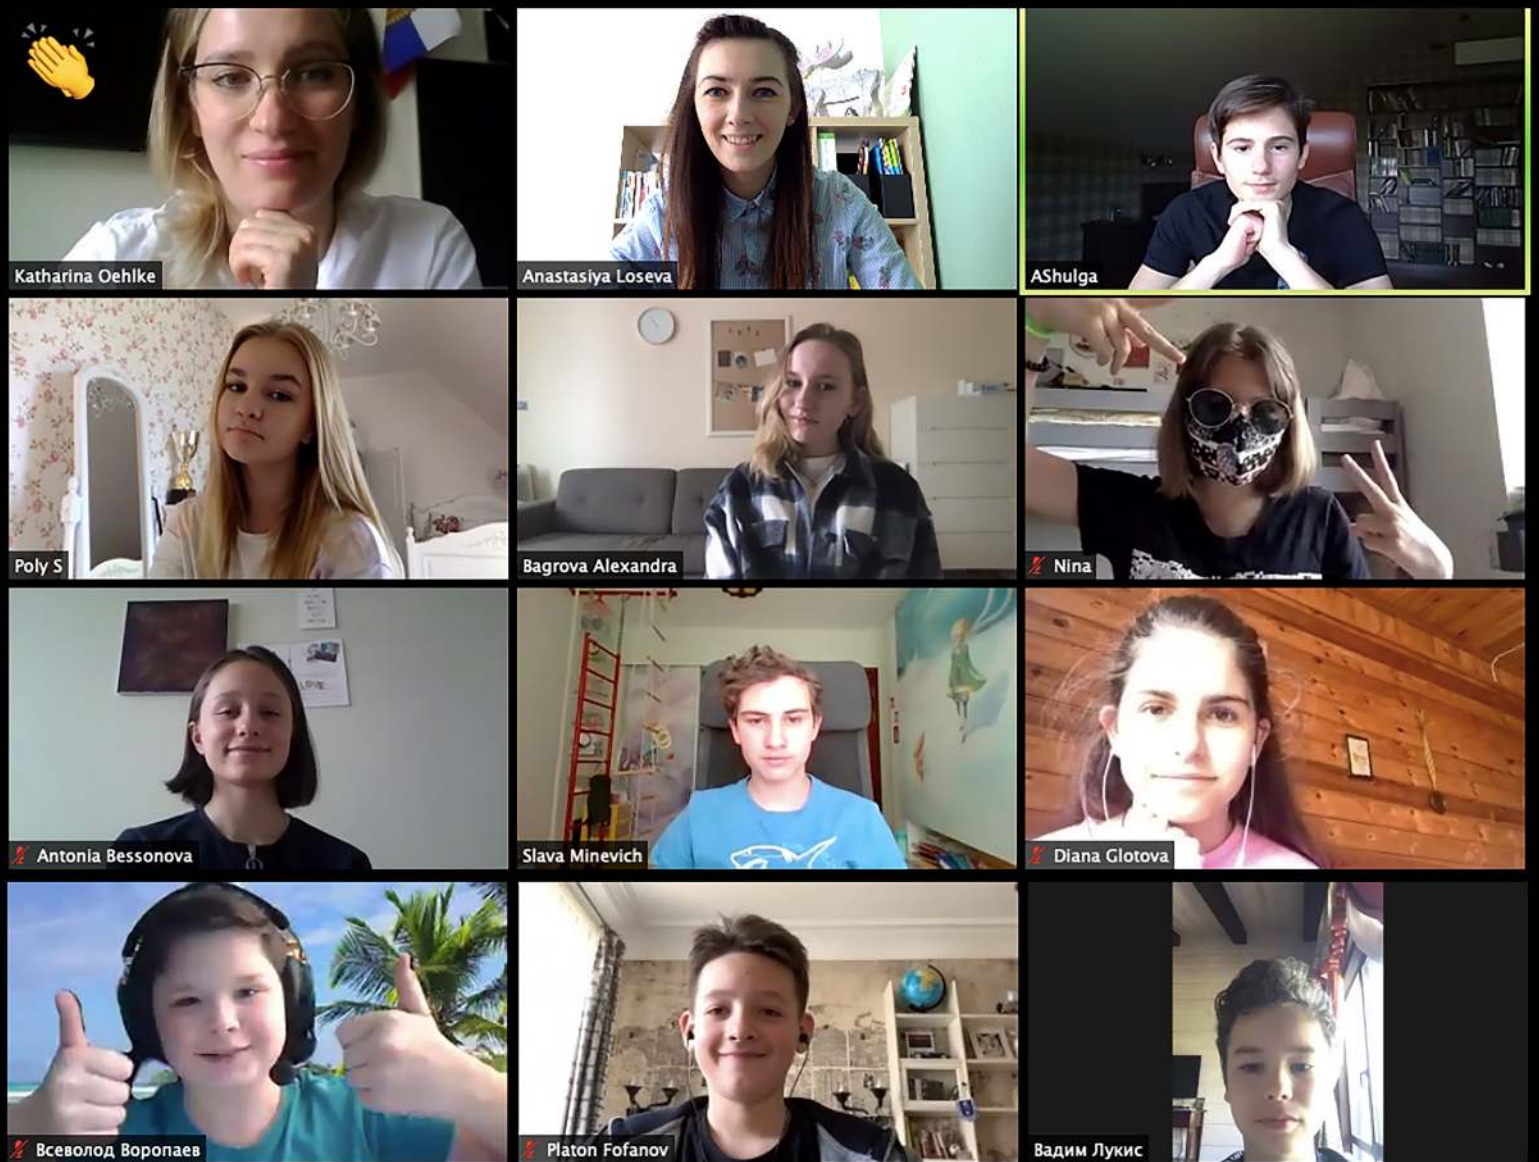 Katharina Oehlke
Anastasiya Loseva
AShulga
Poly S
Bagrova Alexandra
Nina
Antonia Bessonova
Slava Minevich
Diana Glotova
Всеволод Воропаев
Platon Fofanov
Вадим Лукис